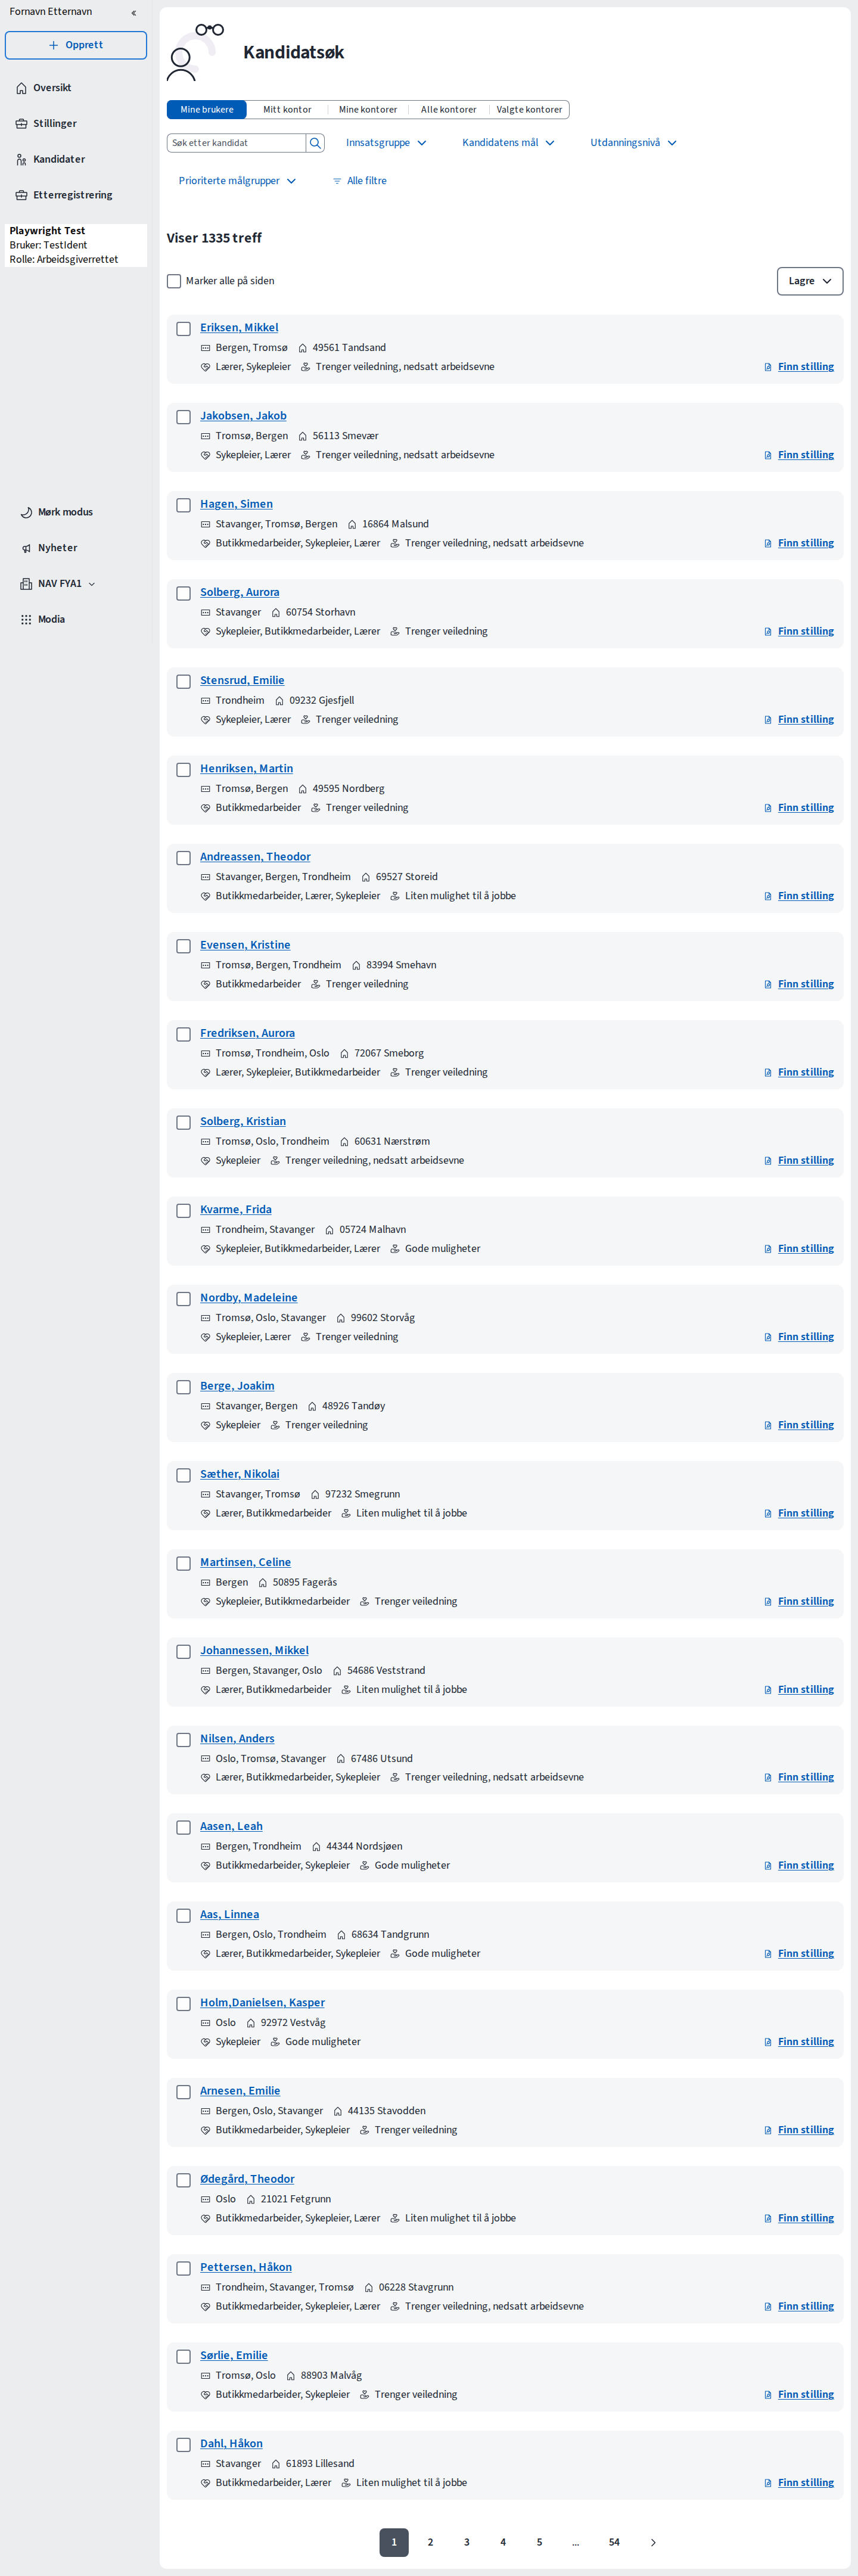 Fornavn Etternavn
Opprett
Oversikt
Stillinger
Kandidater
Etterregistrering
Playwright Test
Bruker: TestIdent
Rolle: Arbeidsgiverrettet
Mørk modus
Nyheter
NAV FYA1
Modia
Kandidatsøk
Mine brukere Mitt kontor Mine kontorer Alle kontorer Valgte kontorer
Søk etter kandidat Innsatsgruppe Kandidatens mål Utdanningsnivå
Prioriterte målgrupper Alle filtre
Viser 1335 treff
Marker alle på siden Lagre
Eriksen, Mikkel
Bergen, Tromsø 49561 Tandsand
Lærer, Sykepleier Trenger veiledning, nedsatt arbeidsevne Finn stilling
Jakobsen, Jakob
Tromsø, Bergen 56113 Smevær
Sykepleier, Lærer Trenger veiledning, nedsatt arbeidsevne Finn stilling
Hagen, Simen
Stavanger, Tromsø, Bergen 16864 Malsund
Butikkmedarbeider, Sykepleier, Lærer Trenger veiledning, nedsatt arbeidsevne Finn stilling
Solberg, Aurora
Stavanger 60754 Storhavn
Sykepleier, Butikkmedarbeider, Lærer Trenger veiledning Finn stilling
Stensrud, Emilie
Trondheim 09232 Gjesfjell
Sykepleier, Lærer Trenger veiledning Finn stilling
Henriksen, Martin
Tromsø, Bergen 49595 Nordberg
Butikkmedarbeider Trenger veiledning Finn stilling
Andreassen, Theodor
Stavanger, Bergen, Trondheim 69527 Storeid
Butikkmedarbeider, Lærer, Sykepleier Liten mulighet til å jobbe Finn stilling
Evensen, Kristine
Tromsø, Bergen, Trondheim 83994 Smehavn
Butikkmedarbeider Trenger veiledning Finn stilling
Fredriksen, Aurora
Tromsø, Trondheim, Oslo 72067 Smeborg
Lærer, Sykepleier, Butikkmedarbeider Trenger veiledning Finn stilling
Solberg, Kristian
Tromsø, Oslo, Trondheim 60631 Nærstrøm
Sykepleier Trenger veiledning, nedsatt arbeidsevne Finn stilling
Kvarme, Frida
Trondheim, Stavanger 05724 Malhavn
Sykepleier, Butikkmedarbeider, Lærer Gode muligheter Finn stilling
Nordby, Madeleine
Tromsø, Oslo, Stavanger 99602 Storvåg
Sykepleier, Lærer Trenger veiledning Finn stilling
Berge, Joakim
Stavanger, Bergen 48926 Tandøy
Sykepleier Trenger veiledning Finn stilling
Sæther, Nikolai
Stavanger, Tromsø 97232 Smegrunn
Lærer, Butikkmedarbeider Liten mulighet til å jobbe Finn stilling
Martinsen, Celine
Bergen 50895 Fagerås
Sykepleier, Butikkmedarbeider Trenger veiledning Finn stilling
Johannessen, Mikkel
Bergen, Stavanger, Oslo 54686 Veststrand
Lærer, Butikkmedarbeider Liten mulighet til å jobbe Finn stilling
Nilsen, Anders
Oslo, Tromsø, Stavanger 67486 Utsund
Lærer, Butikkmedarbeider, Sykepleier Trenger veiledning, nedsatt arbeidsevne Finn stilling
Aasen, Leah
Bergen, Trondheim 44344 Nordsjøen
Butikkmedarbeider, Sykepleier Gode muligheter Finn stilling
Aas, Linnea
Bergen, Oslo, Trondheim 68634 Tandgrunn
Lærer, Butikkmedarbeider, Sykepleier Gode muligheter Finn stilling
Holm,Danielsen, Kasper
Oslo 92972 Vestvåg
Sykepleier Gode muligheter Finn stilling
Arnesen, Emilie
Bergen, Oslo, Stavanger 44135 Stavodden
Butikkmedarbeider, Sykepleier Trenger veiledning Finn stilling
Ødegård, Theodor
Oslo 21021 Fetgrunn
Butikkmedarbeider, Sykepleier, Lærer Liten mulighet til å jobbe Finn stilling
Pettersen, Håkon
Trondheim, Stavanger, Tromsø 06228 Stavgrunn
Butikkmedarbeider, Sykepleier, Lærer Trenger veiledning, nedsatt arbeidsevne Finn stilling
Sørlie, Emilie
Tromsø, Oslo 88903 Malvåg
Butikkmedarbeider, Sykepleier Trenger veiledning Finn stilling
Dahl, Håkon
Stavanger 61893 Lillesand
Butikkmedarbeider, Lærer Liten mulighet til å jobbe Finn stilling
1 2 3 4 5 ... 54